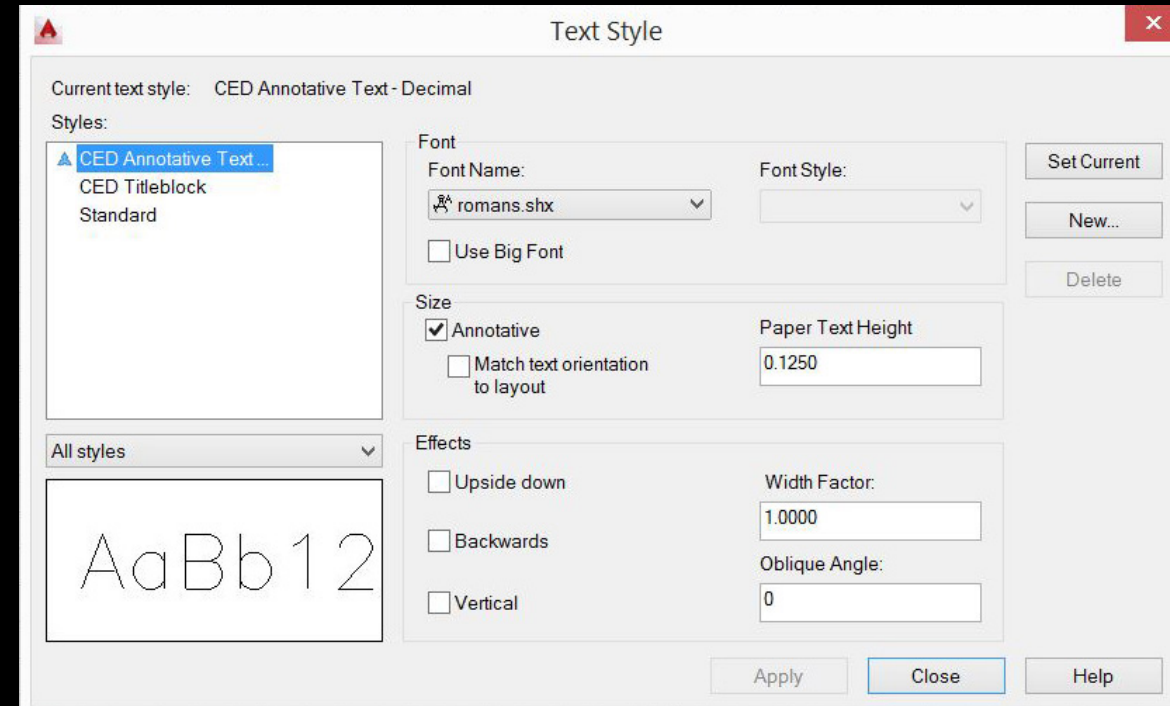 Text Style
Current text style: CED Annotative Text - Decimal
Styles:
CED Annotative Text ...
CED Titleblock
Standard
All styles
AaBb12
Font
Font Name:
Font Style:
romans.shx
Use Big Font
Size
Annotative
Match text orientation
to layout
Paper Text Height
0.1250
Effects
Upside down
Backwards
Vertical
Width Factor:
1.0000
Oblique Angle:
0
Set Current
New...
Delete
Apply
Close
Help